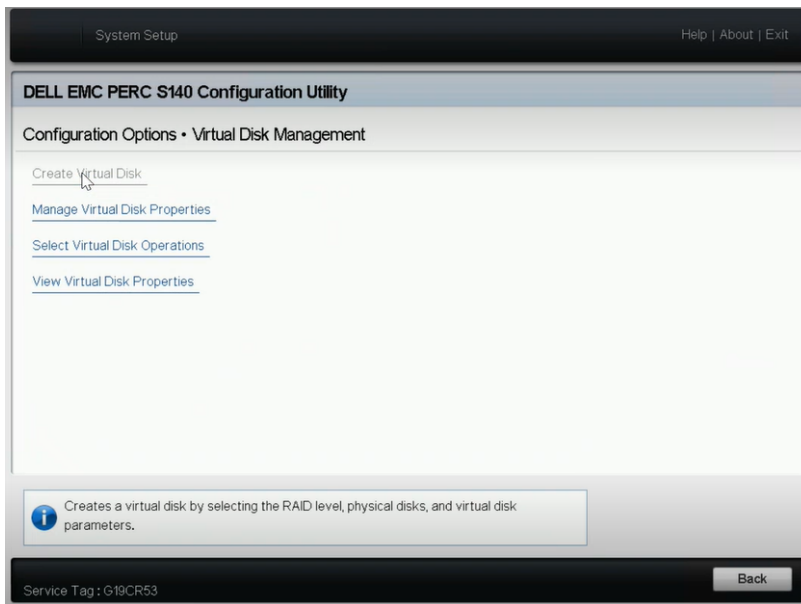 System Setup
Help | About | Exit
DELL EMC PERC S140 Configuration Utility
Configuration Options • Virtual Disk Management
Create Virtual Disk
Manage Virtual Disk Properties
Select Virtual Disk Operations
View Virtual Disk Properties
Creates a virtual disk by selecting the RAID level, physical disks, and virtual disk
parameters.
Back
Service Tag : G19CR53